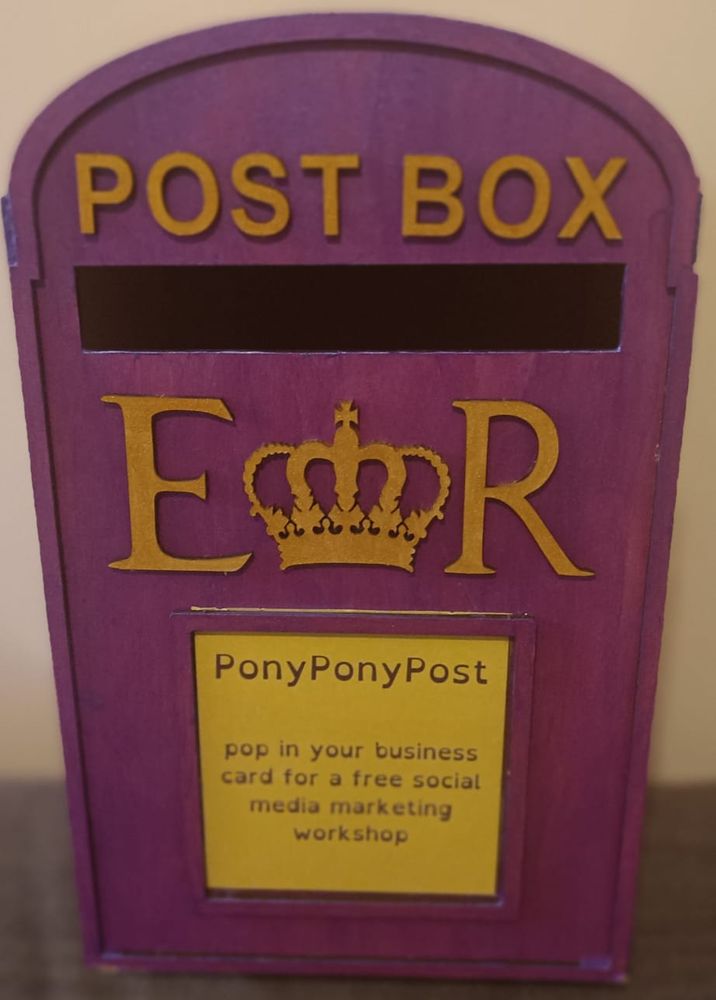 POST BOX
E R
PonyPonyPost
pop in your business
card for a free social
media marketing
workshop